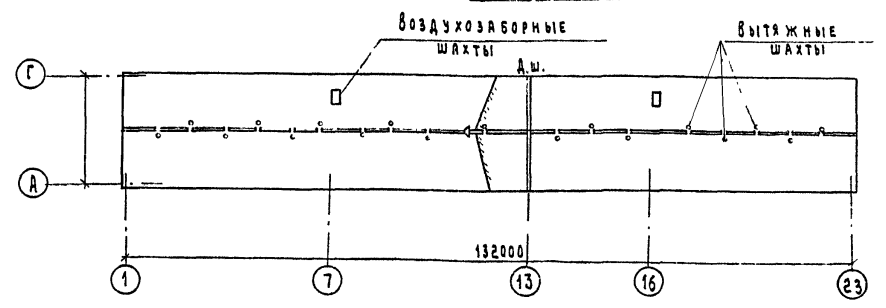 ВОЗДУХОЗАБОРНЫЕ
ШАХТЫ
ВЫТЯЖНЫЕ
ШАХТЫ
Д.Ш.
Г
А
132000
1
7
13
16
23